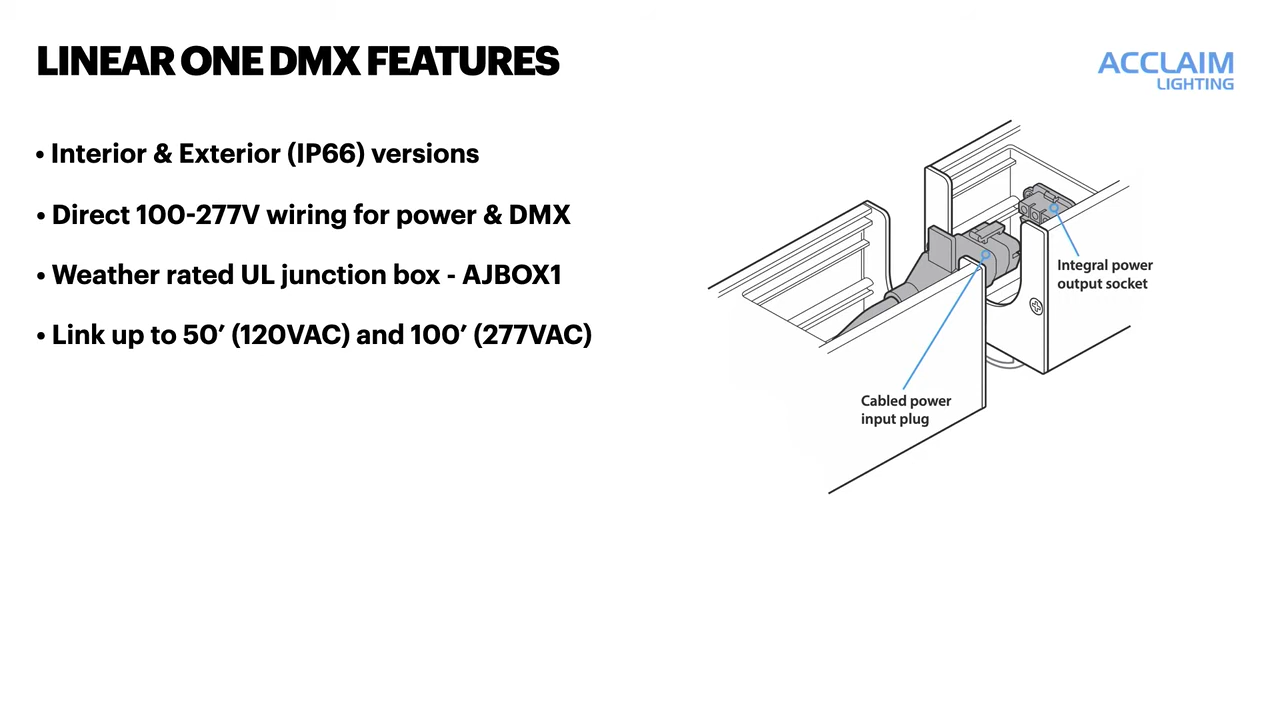 LINEAR ONE DMX FEATURES
ACCLAIM
LIGHTING
• Interior & Exterior (IP66) versions
• Direct 100-277V wiring for power & DMX
• Weather rated UL junction box - AJBOX1
• Link up to 50’ (120VAC) and 100’ (277VAC)
Integral power
output socket
Cabled power
input plug